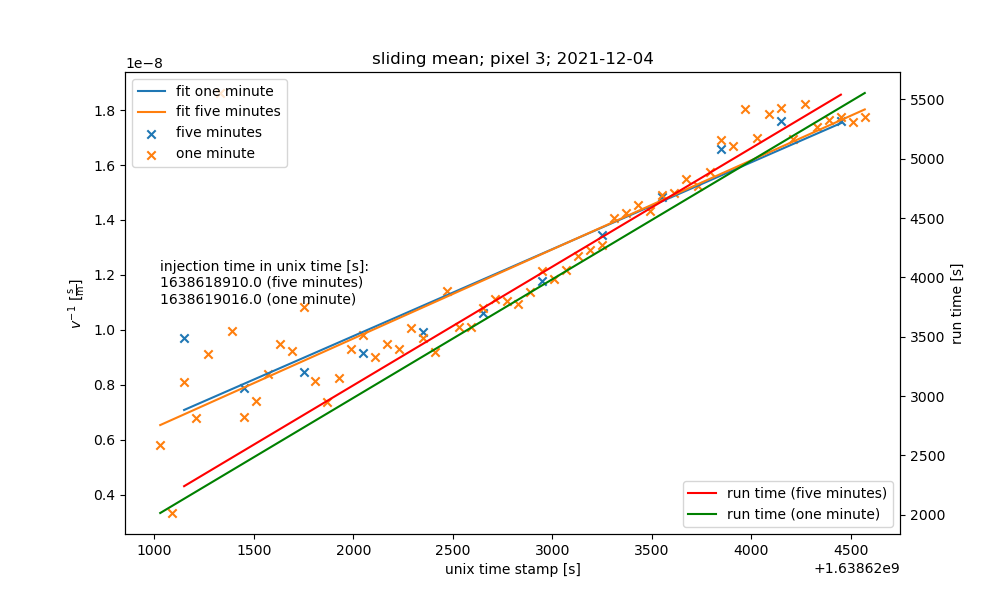 sliding mean; pixel 3; 2021-12-04
1e−8
fit one minute
fit five minutes
five minutes
one minute
injection time in unix time [s]:
1638618910.0 (five minutes)
1638619016.0 (one minute)
run time (five minutes)
run time (one minute)
1.8
1.6
1.4
1.2
1.0
0.8
0.6
0.4
v⁻¹ [s/m]
5500
5000
4500
4000
3500
3000
2500
2000
run time [s]
1000 1500 2000 2500 3000 3500 4000 4500
unix time stamp [s]
+1.63862e9